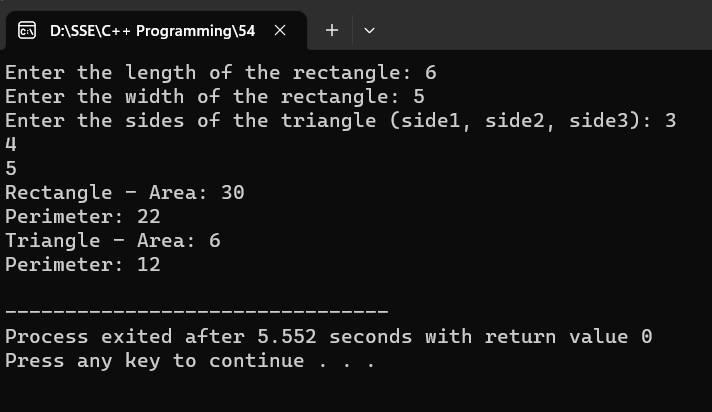 D:\SSE\C++ Programming\54
Enter the length of the rectangle: 6
Enter the width of the rectangle: 5
Enter the sides of the triangle (side1, side2, side3): 3
4
5
Rectangle - Area: 30
Perimeter: 22
Triangle - Area: 6
Perimeter: 12
--------------------------------
Process exited after 5.552 seconds with return value 0
Press any key to continue . . .